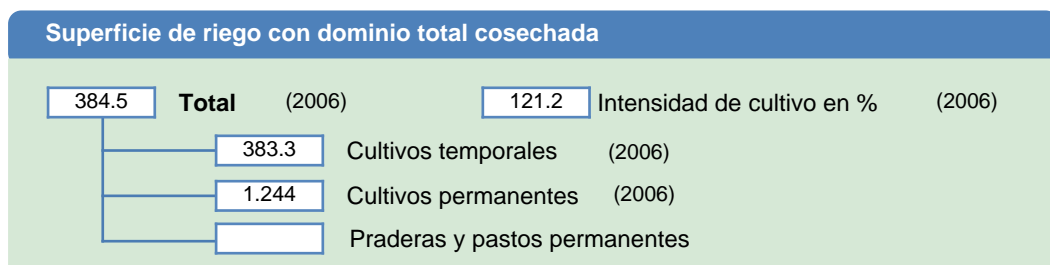 Superficie de riego con dominio total cosechada
384.5 Total (2006) 121.2 Intensidad de cultivo en % (2006)
383.3 Cultivos temporales (2006)
1.244 Cultivos permanentes (2006)
Praderas y pastos permanentes